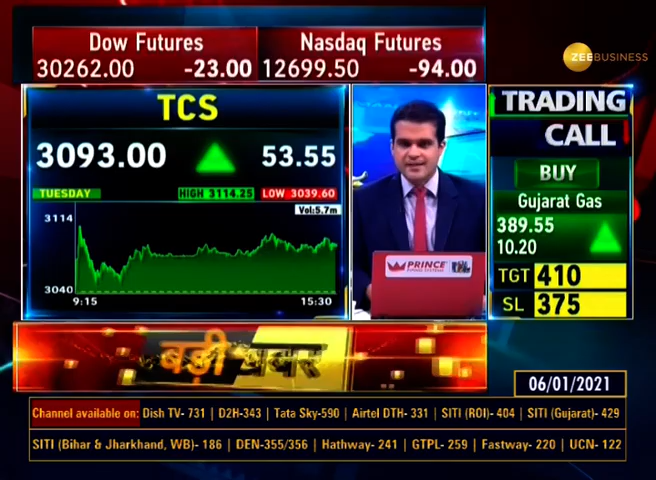 Dow Futures
30262.00 -23.00
Nasdaq Futures
12699.50 -94.00
ZEEBUSINESS
TCS
3093.00 53.55
TUESDAY HIGH 3114.25 LOW 3039.60
Vol:5.7m
3114
3040
9:15 15:30
PRINCE
PIPING SYSTEMS
TRADING
CALL
BUY
Gujarat Gas
389.55
10.20
TGT 410
SL 375
बड़ी ख़बर
06/01/2021
Channel available on: Dish TV- 731 | D2H-343 | Tata Sky-590 | Airtel DTH- 331 | SITI (ROI)- 404 | SITI (Gujarat)- 429
SITI (Bihar & Jharkhand, WB)- 186 | DEN-355/356 | Hathway- 241 | GTPL- 259 | Fastway- 220 | UCN- 122